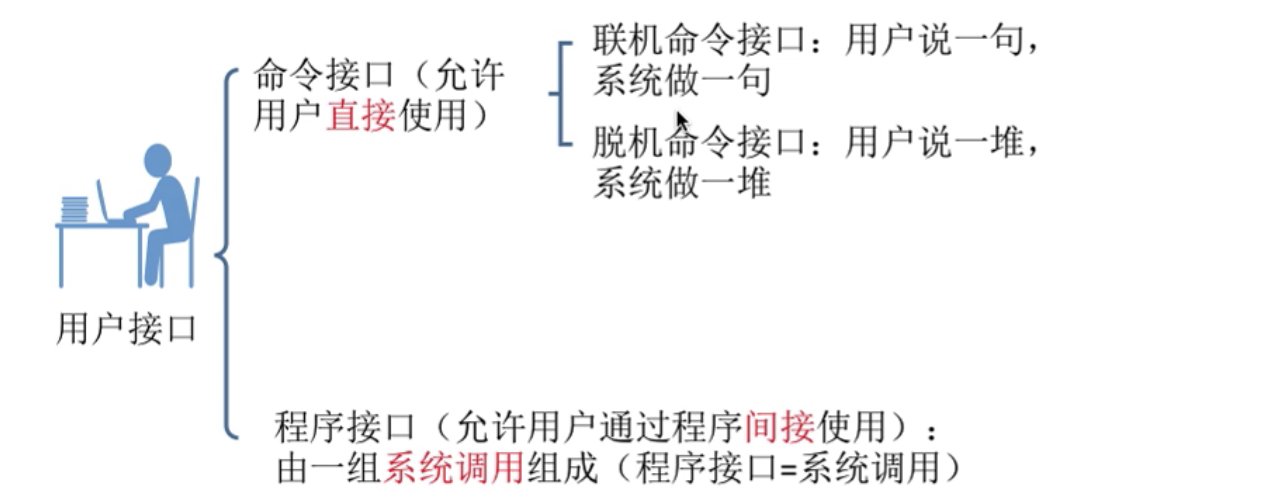 命令接口（允许
用户直接使用）
联机命令接口：用户说一句，
系统做一句
脱机命令接口：用户说一堆，
系统做一堆
用户接口
程序接口（允许用户通过程序间接使用）：
由一组系统调用组成（程序接口=系统调用）